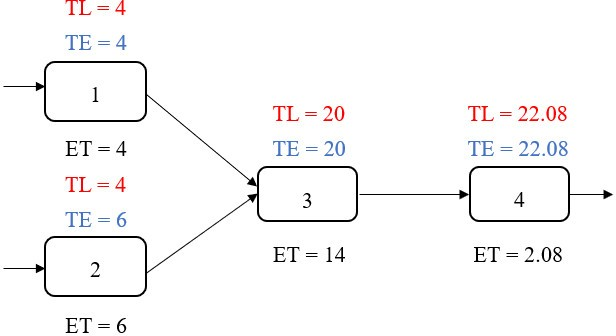 TL = 4
TE = 4
1
ET = 4
TL = 4
TE = 6
2
ET = 6
TL = 20
TE = 20
3
ET = 14
TL = 22.08
TE = 22.08
4
ET = 2.08